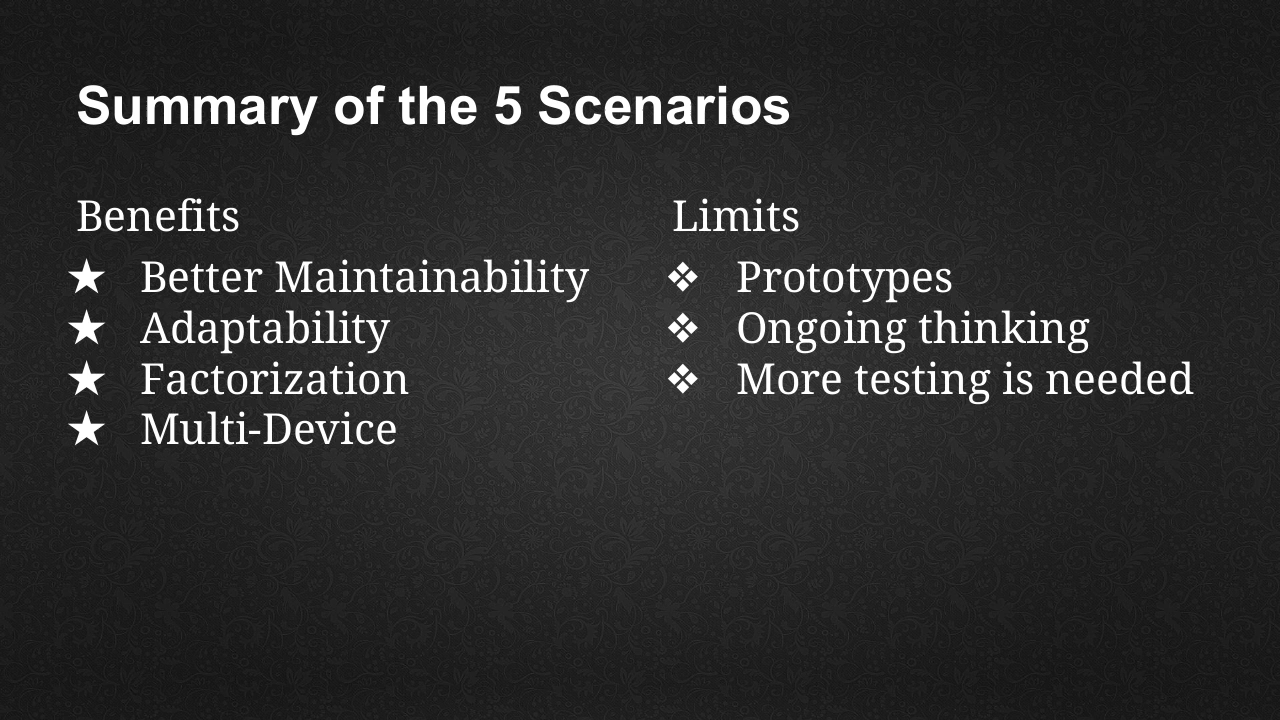 Summary of the 5 Scenarios
Benefits
★ Better Maintainability
★ Adaptability
★ Factorization
★ Multi-Device
Limits
❖ Prototypes
❖ Ongoing thinking
❖ More testing is needed